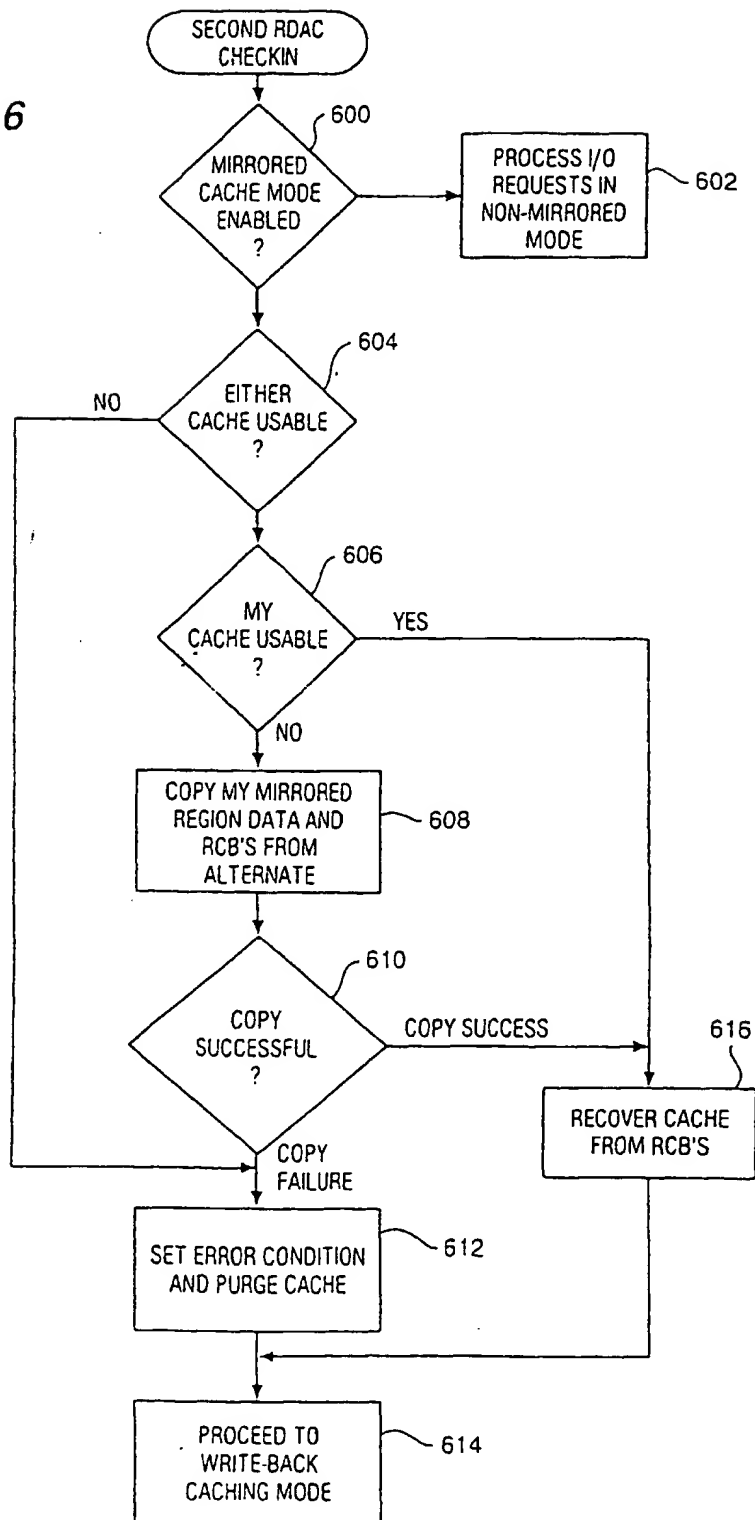 SECOND RDAC
CHECKIN
6
600
MIRRORED
CACHE MODE
ENABLED
?
PROCESS I/O
REQUESTS IN
NON-MIRRORED
MODE
602
604
NO
EITHER
CACHE USABLE
?
606
MY
CACHE USABLE
?
YES
NO
COPY MY MIRRORED
REGION DATA AND
RCB'S FROM
ALTERNATE
608
610
COPY
SUCCESSFUL
?
COPY SUCCESS
616
RECOVER CACHE
FROM RCB'S
COPY
FAILURE
SET ERROR CONDITION
AND PURGE CACHE
612
PROCEED TO
WRITE-BACK
CACHING MODE
614